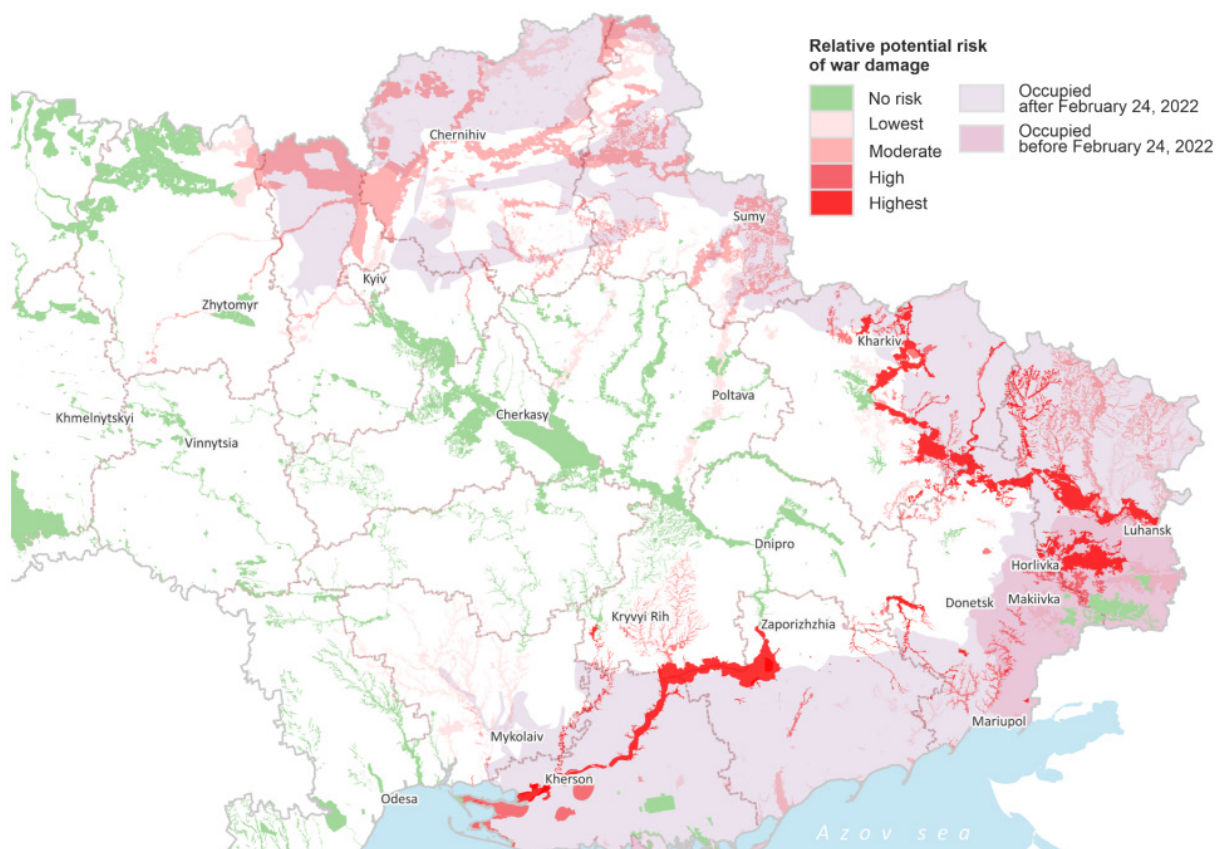 Relative potential risk
of war damage
No risk
Lowest
Moderate
High
Highest
Occupied
after February 24, 2022
Occupied
before February 24, 2022
Chernihiv
Sumy
Kyiv
Zhytomyr
Kharkiv
Khmelnytskyi
Vinnytsia
Cherkasy
Poltava
Luhansk
Dnipro
Horlivka
Makiivka
Donetsk
Kryvyi Rih
Zaporizhzhia
Mariupol
Mykolaiv
Kherson
Odesa
Azov sea